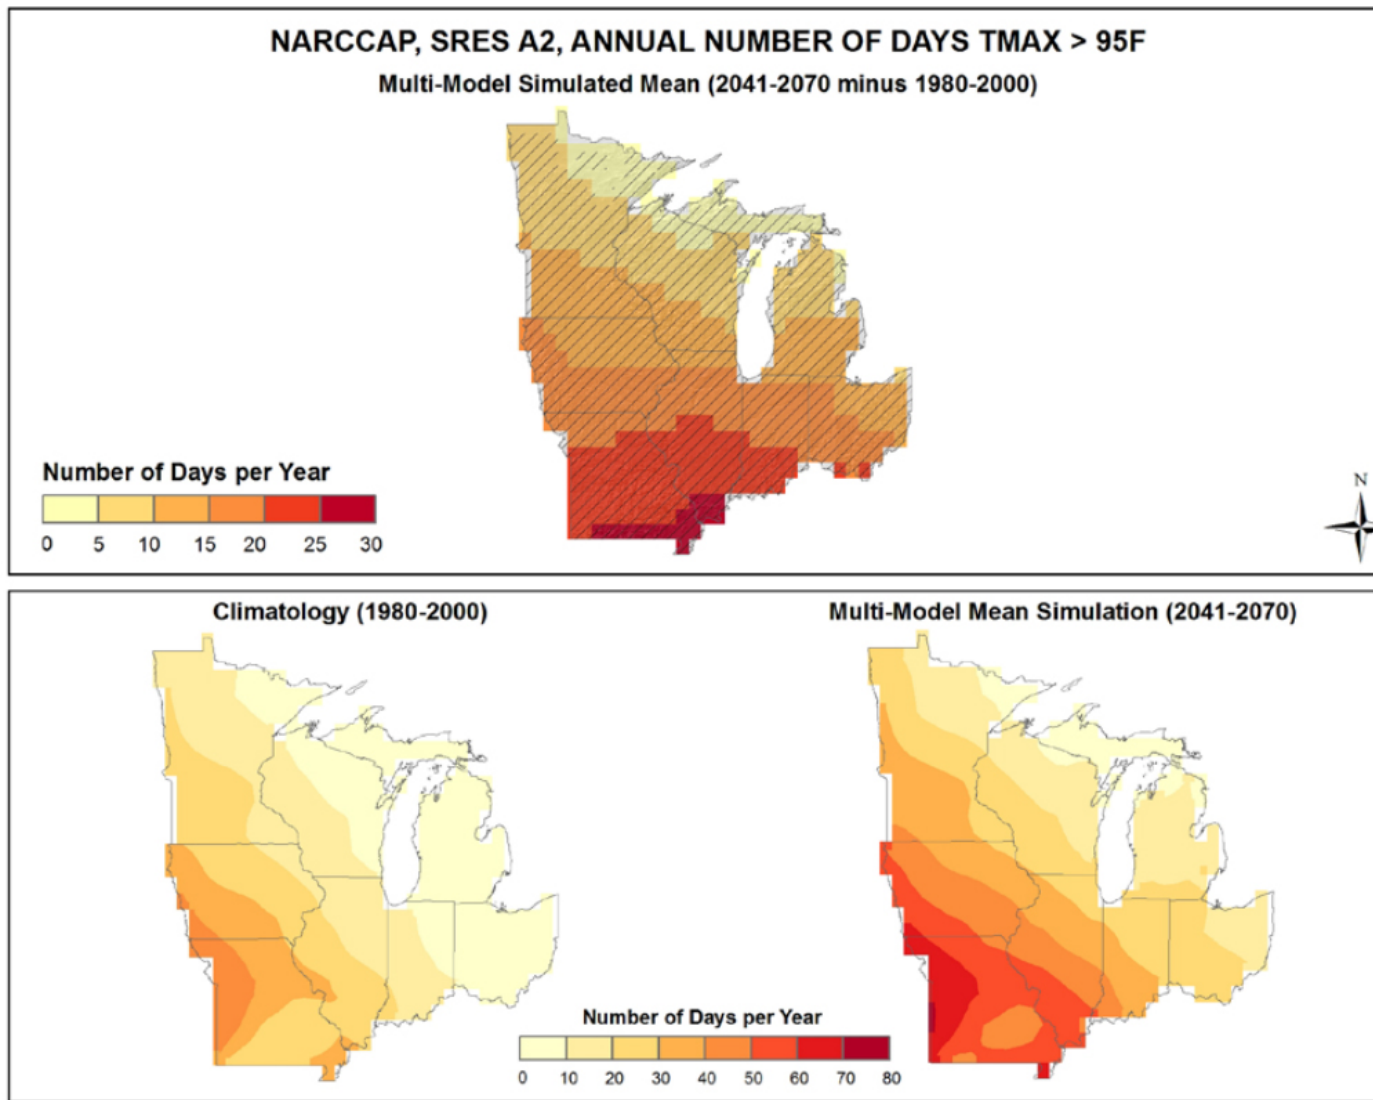 NARCCAP, SRES A2, ANNUAL NUMBER OF DAYS TMAX > 95F
Multi-Model Simulated Mean (2041-2070 minus 1980-2000)
Number of Days per Year
0 5 10 15 20 25 30
N
Climatology (1980-2000)
Multi-Model Mean Simulation (2041-2070)
Number of Days per Year
0 10 20 30 40 50 60 70 80